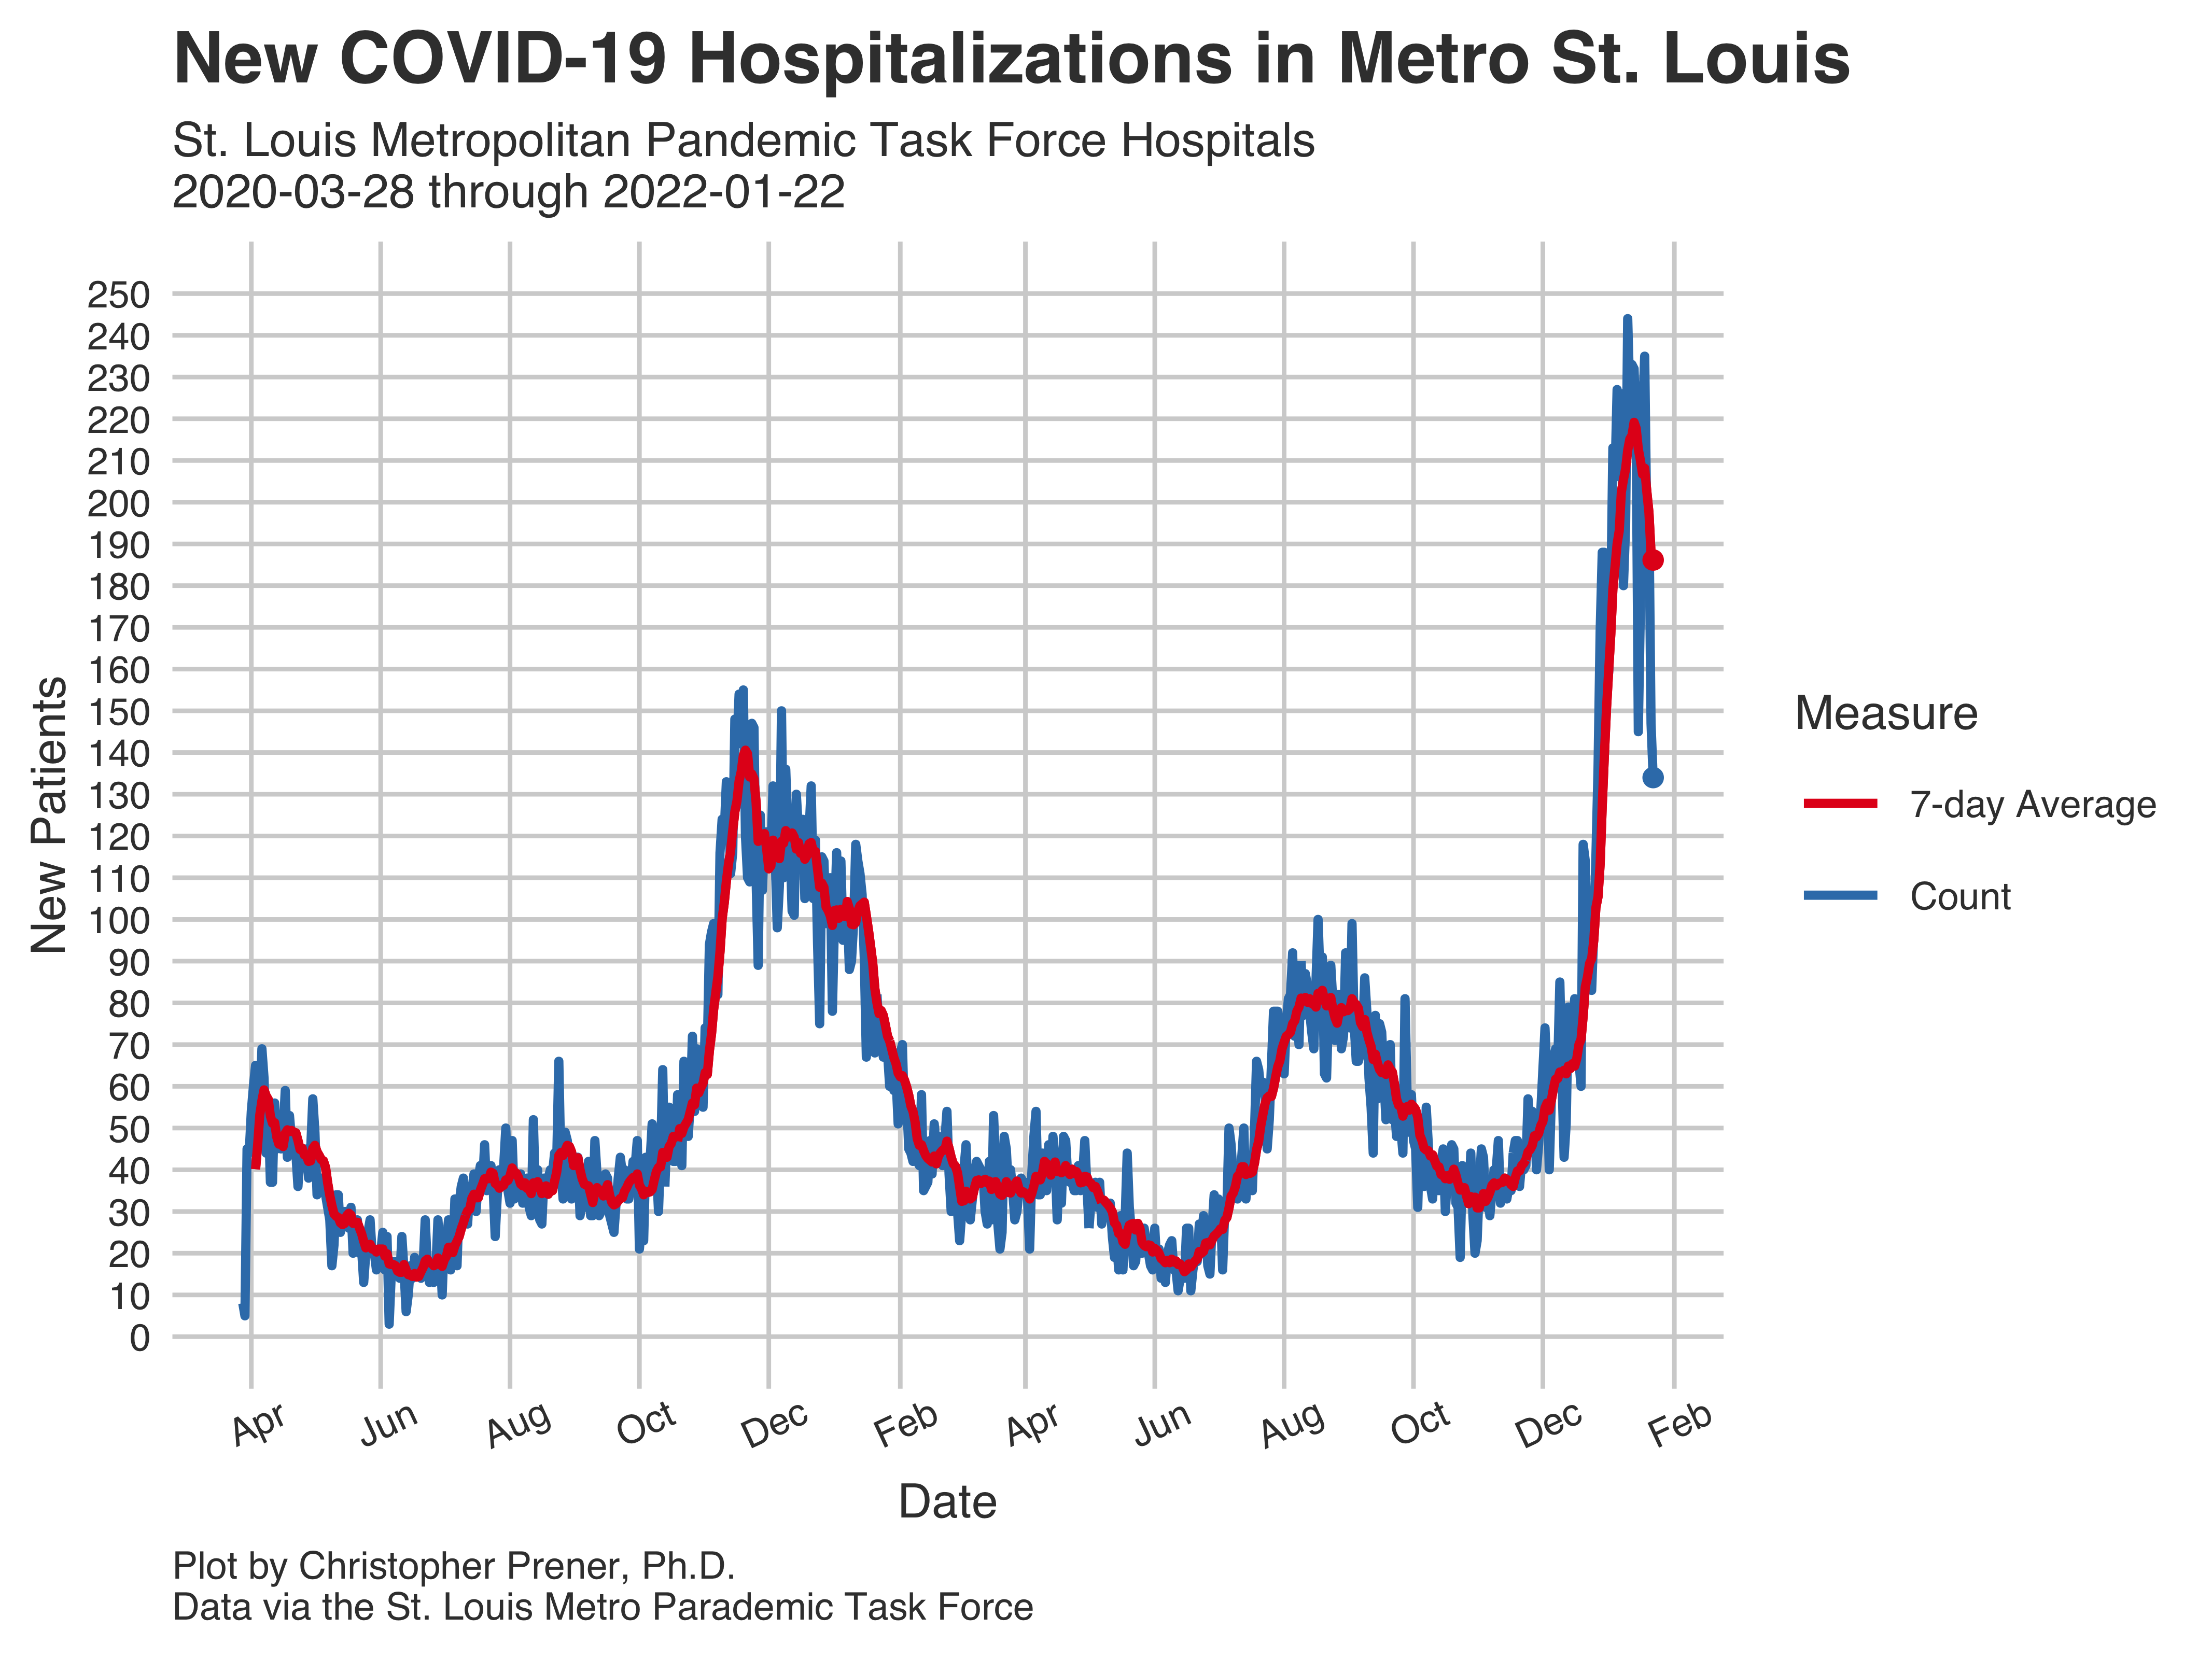 New COVID-19 Hospitalizations in Metro St. Louis
St. Louis Metropolitan Pandemic Task Force Hospitals
2020-03-28 through 2022-01-22
250
240
230
220
210
200
190
180
170
160
150
140
130
120
110
100
90
80
70
60
50
40
30
20
10
0
New Patients
Apr Jun Aug Oct Dec Feb Apr Jun Aug Oct Dec Feb
Date
Measure
7-day Average
Count
Plot by Christopher Prener, Ph.D.
Data via the St. Louis Metro Parademic Task Force